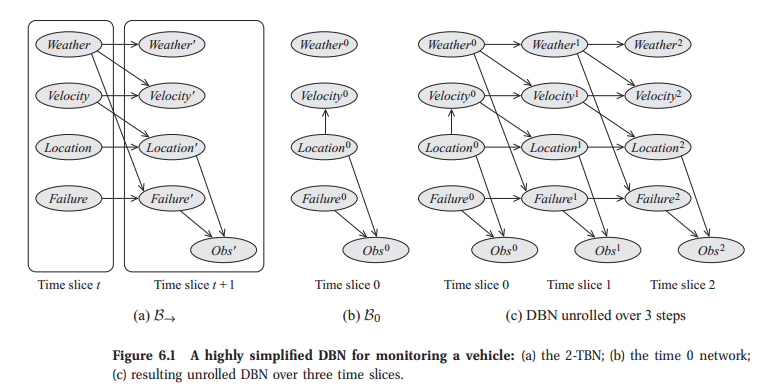 Weather Weather′ Weather⁰ Weather⁰ Weather¹ Weather²
Velocity Velocity′ Velocity⁰ Velocity⁰ Velocity¹ Velocity²
Location Location′ Location⁰ Location⁰ Location¹ Location²
Failure Failure′ Failure⁰ Failure⁰ Failure¹ Failure²
Obs′ Obs⁰ Obs⁰ Obs¹ Obs²
Time slice t Time slice t+1 Time slice 0 Time slice 0 Time slice 1 Time slice 2
(a) 𝓑→ (b) 𝓑₀ (c) DBN unrolled over 3 steps
Figure 6.1 A highly simplified DBN for monitoring a vehicle: (a) the 2-TBN; (b) the time 0 network;
(c) resulting unrolled DBN over three time slices.